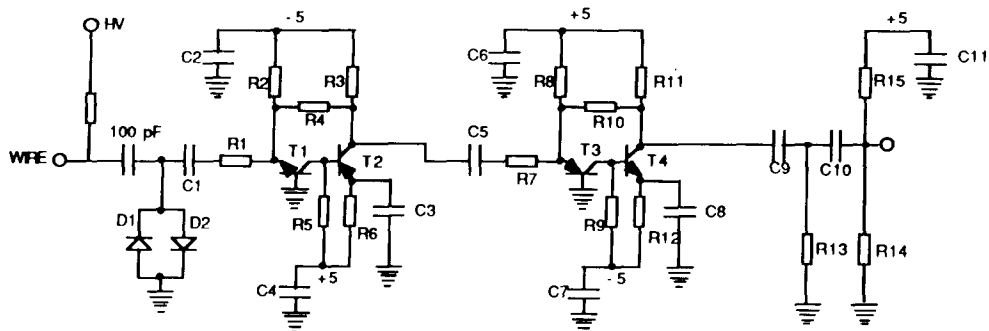 HV
- 5
+ 5
+ 5
C2
C6
C11
R2
R3
R8
R11
R15
R4
R10
100 pF
R1
C5
WIRE
T1
T2
T3
T4
C1
R7
C9
C10
D1
D2
C3
C8
R5
R6
R9
R12
R13
R14
+ 5
- 5
C4
C7